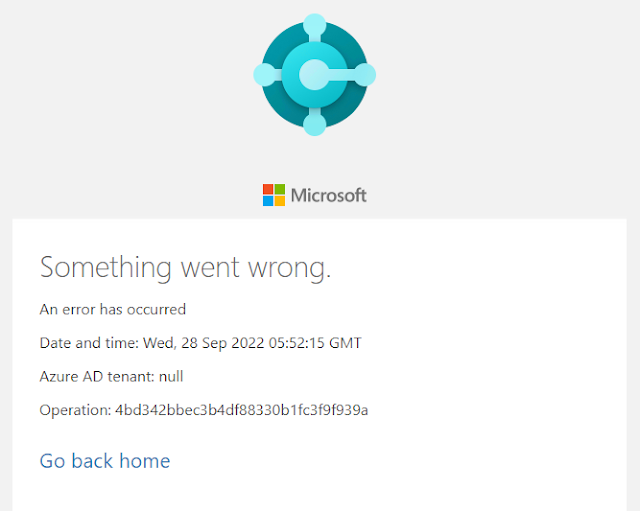 Microsoft
Something went wrong.
An error has occurred
Date and time: Wed, 28 Sep 2022 05:52:15 GMT
Azure AD tenant: null
Operation: 4bd342bbec3b4df88330b1fc3f9f939a
Go back home